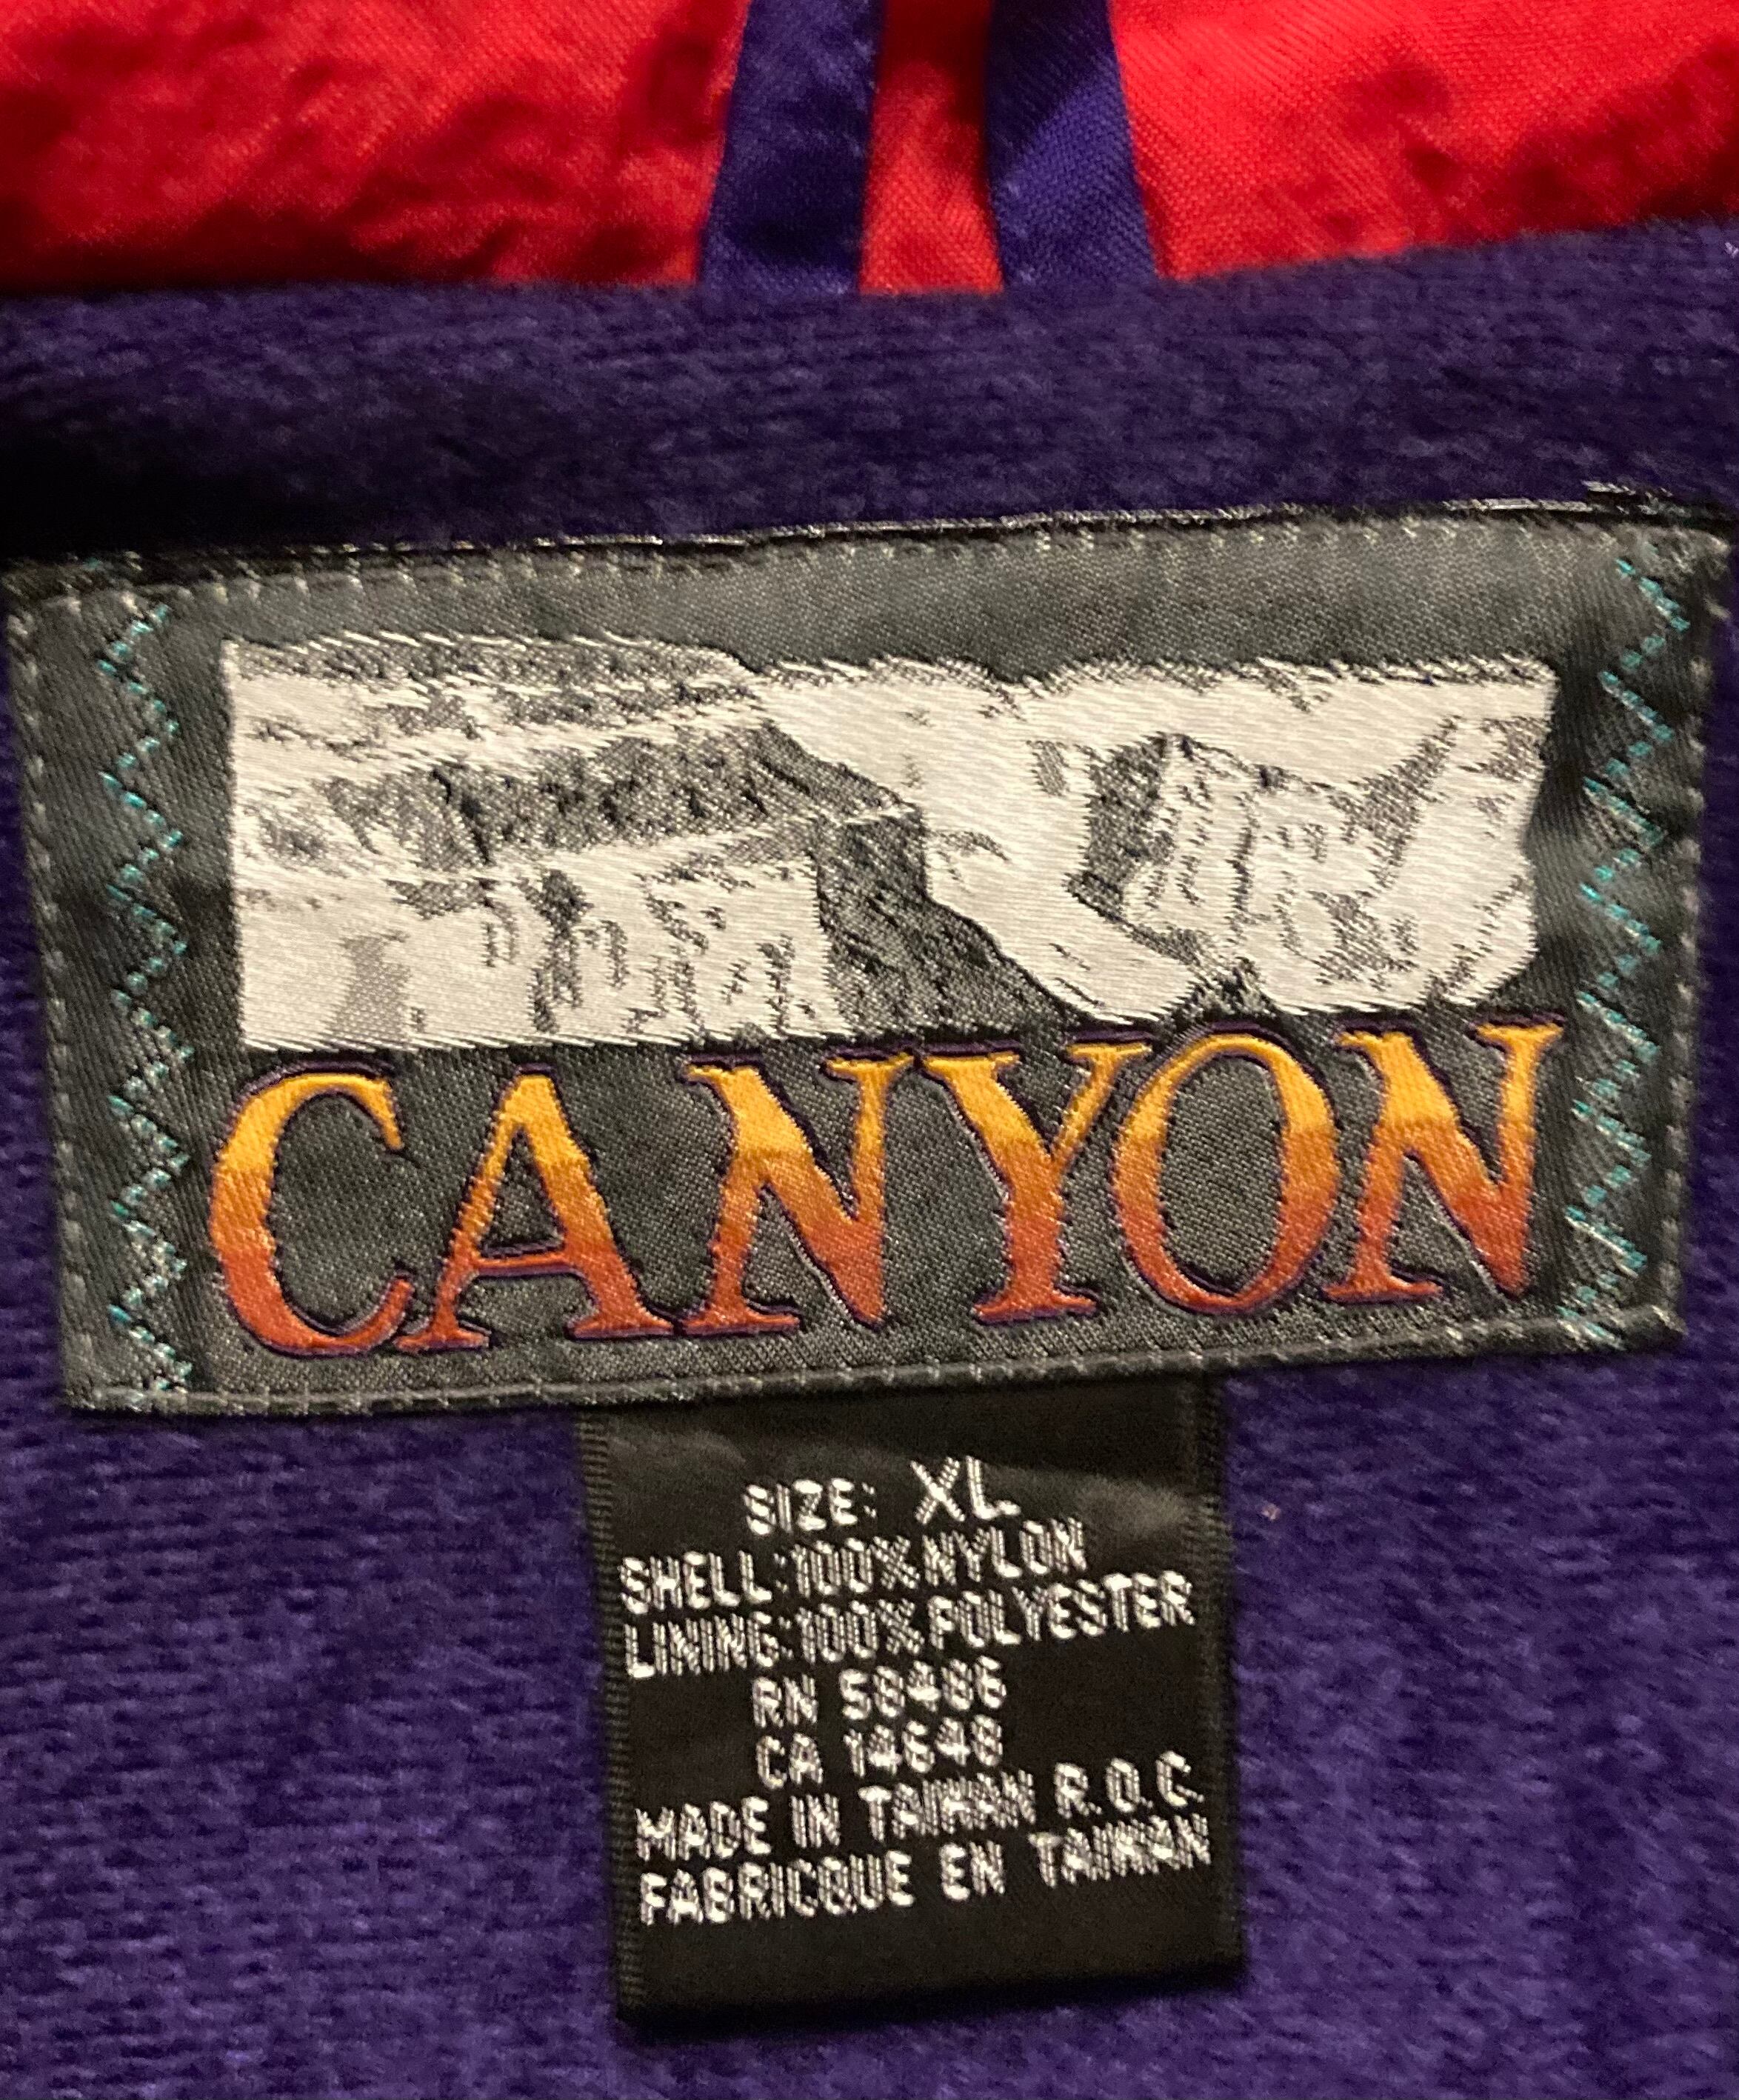 CANYON
SIZE: XL
SHELL:100%NYLON
LINING:100%POLYESTER
RN 58486
CA 14648
MADE IN TAIWAN R.O.C.
FABRICQUE EN TAIWAN